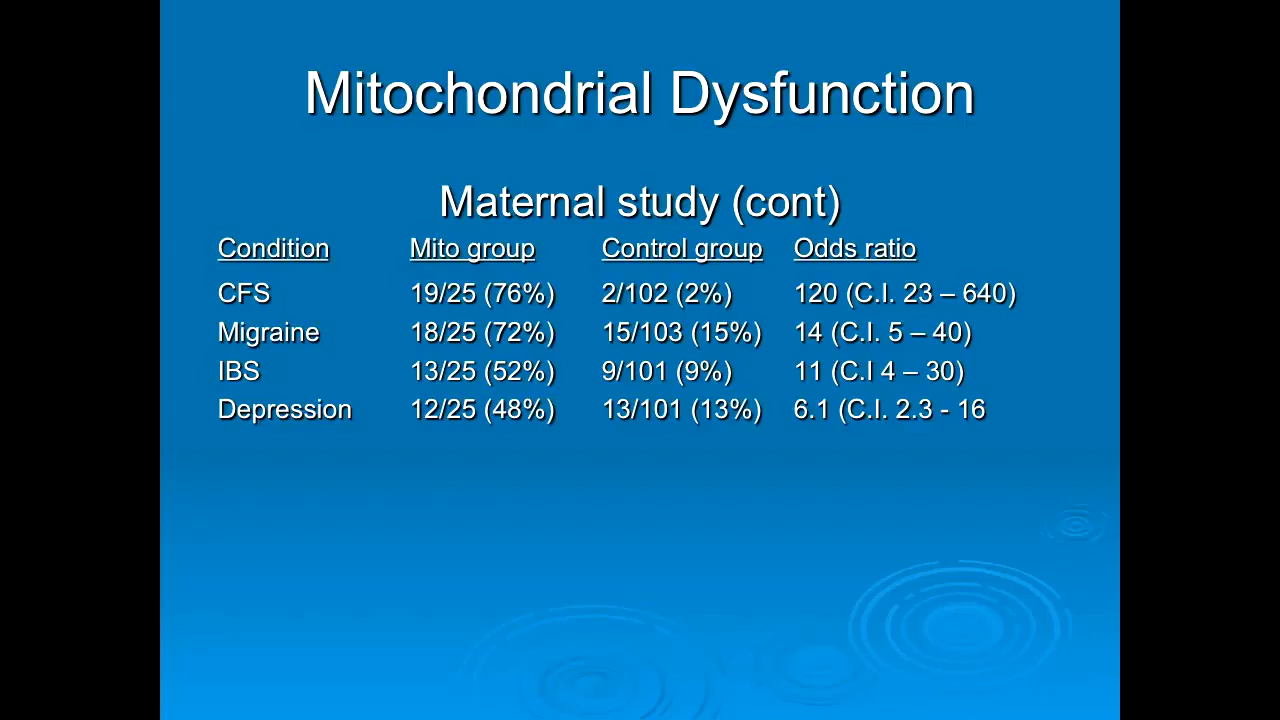 Mitochondrial Dysfunction
Maternal study (cont)
Condition Mito group Control group Odds ratio
CFS 19/25 (76%) 2/102 (2%) 120 (C.I. 23 – 640)
Migraine 18/25 (72%) 15/103 (15%) 14 (C.I. 5 – 40)
IBS 13/25 (52%) 9/101 (9%) 11 (C.I 4 – 30)
Depression 12/25 (48%) 13/101 (13%) 6.1 (C.I. 2.3 - 16